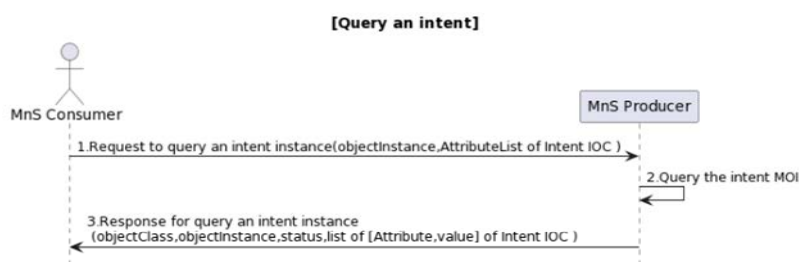 [Query an intent]
MnS Consumer
MnS Producer
1.Request to query an intent instance(objectInstance,AttributeList of Intent IOC )
2.Query the intent MOI
3.Response for query an intent instance
(objectClass,objectInstance,status,list of [Attribute,value] of Intent IOC )